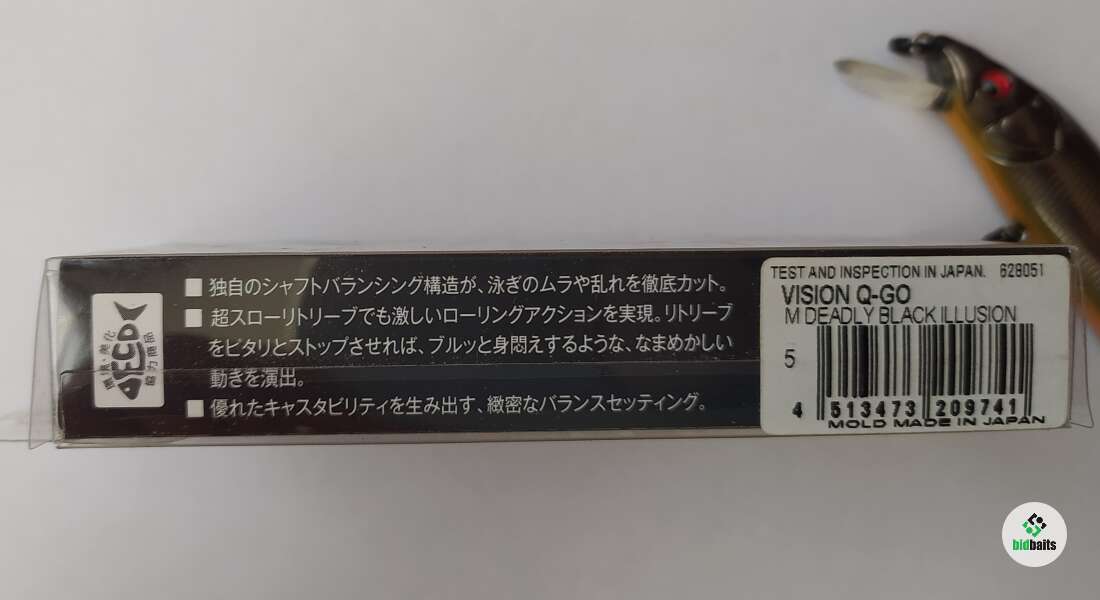 ■ 独自のシャフトバランシング構造が、泳ぎのムラや乱れを徹底カット。
■ 超スローリトリーブでも激しいローリングアクションを実現。リトリーブ
をピタリとストップさせれば、ブルッと身悶えするような、なまめかしい
動きを演出。
■ 優れたキャスタビリティを生み出す、緻密なバランスセッティング。
ECO
協力商品
TEST AND INSPECTION IN JAPAN. 628051
VISION Q-GO
M DEADLY BLACK ILLUSION
5
4 513473 209741
MOLD MADE IN JAPAN
bidbaits